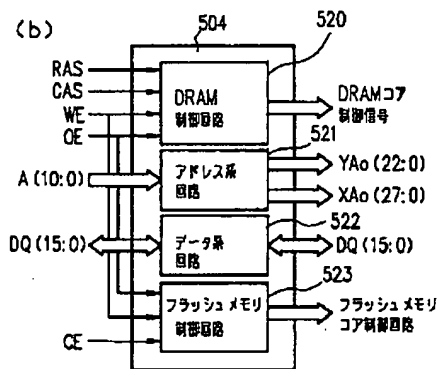 (b)
504
520
RAS
CAS
WE
OE
DRAM
制御回路
DRAMコア
制御信号
521
A(10:0)
アドレス系
回路
YAo(22:0)
XAo(27:0)
522
DQ(15:0)
データ系
回路
DQ(15:0)
523
フラッシュメモリ
制御回路
フラッシュメモリ
コア制御回路
CE